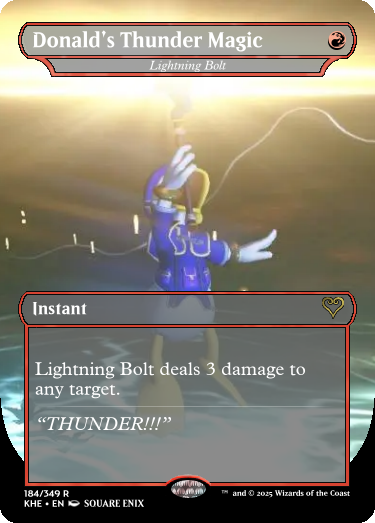 Donald's Thunder Magic
Lightning Bolt
Instant
Lightning Bolt deals 3 damage to
any target.
“THUNDER!!!”
184/349 R
KHE • EN SQUARE ENIX
™ and © 2025 Wizards of the Coast